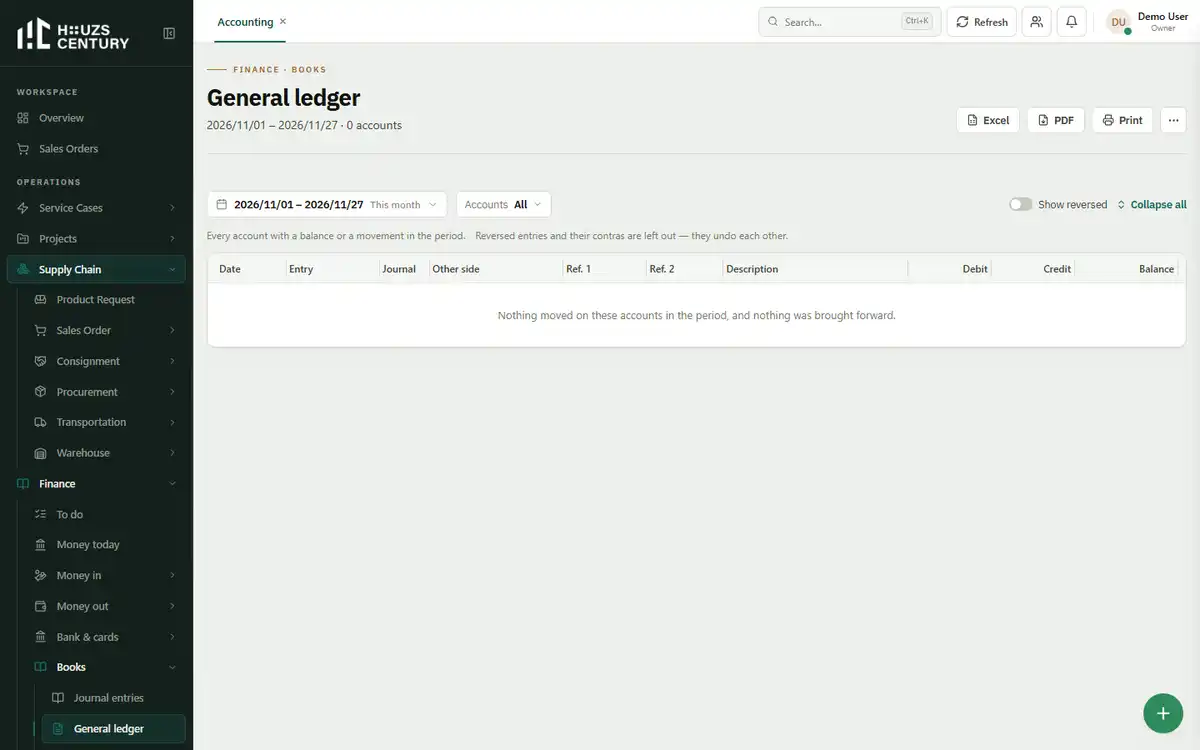 HOUZS
CENTURY
WORKSPACE
Overview
Sales Orders
OPERATIONS
Service Cases
Projects
Supply Chain
Product Request
Sales Order
Consignment
Procurement
Transportation
Warehouse
Finance
To do
Money today
Money in
Money out
Bank & cards
Books
Journal entries
General ledger
Accounting ×
Search... Ctrl+K
Refresh
DU
Demo User
Owner
FINANCE · BOOKS
General ledger
2026/11/01 – 2026/11/27 · 0 accounts
Excel PDF Print ...
2026/11/01 – 2026/11/27 This month Accounts All
Show reversed Collapse all
Every account with a balance or a movement in the period. Reversed entries and their contras are left out — they undo each other.
Date Entry Journal Other side Ref. 1 Ref. 2 Description Debit Credit Balance
Nothing moved on these accounts in the period, and nothing was brought forward.
+